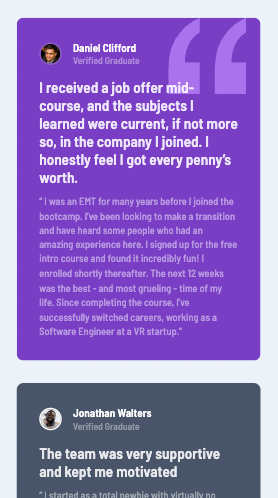 Daniel Clifford
Verified Graduate
I received a job offer mid-
course, and the subjects I
learned were current, if not more
so, in the company I joined. I
honestly feel I got every penny's
worth.
“ I was an EMT for many years before I joined the
bootcamp. I've been looking to make a transition
and have heard some people who had an
amazing experience here. I signed up for the free
intro course and found it incredibly fun! I
enrolled shortly thereafter. The next 12 weeks
was the best - and most grueling - time of my
life. Since completing the course, I've
successfully switched careers, working as a
Software Engineer at a VR startup.”
Jonathan Walters
Verified Graduate
The team was very supportive
and kept me motivated
“ I started as a total newbie with virtually no